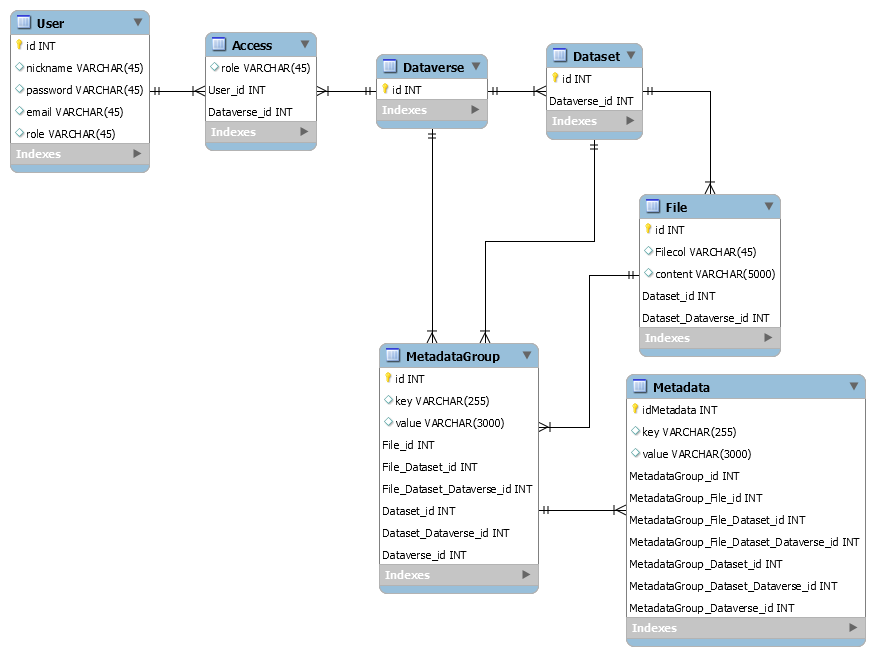 User
id INT
nickname VARCHAR(45)
password VARCHAR(45)
email VARCHAR(45)
role VARCHAR(45)
Indexes
Access
role VARCHAR(45)
User_id INT
Dataverse_id INT
Indexes
Dataverse
id INT
Indexes
Dataset
id INT
Dataverse_id INT
Indexes
File
id INT
Filecol VARCHAR(45)
content VARCHAR(5000)
Dataset_id INT
Dataset_Dataverse_id INT
Indexes
MetadataGroup
id INT
key VARCHAR(255)
value VARCHAR(3000)
File_id INT
File_Dataset_id INT
File_Dataset_Dataverse_id INT
Dataset_id INT
Dataset_Dataverse_id INT
Dataverse_id INT
Indexes
Metadata
idMetadata INT
key VARCHAR(255)
value VARCHAR(3000)
MetadataGroup_id INT
MetadataGroup_File_id INT
MetadataGroup_File_Dataset_id INT
MetadataGroup_File_Dataset_Dataverse_id INT
MetadataGroup_Dataset_id INT
MetadataGroup_Dataset_Dataverse_id INT
MetadataGroup_Dataverse_id INT
Indexes